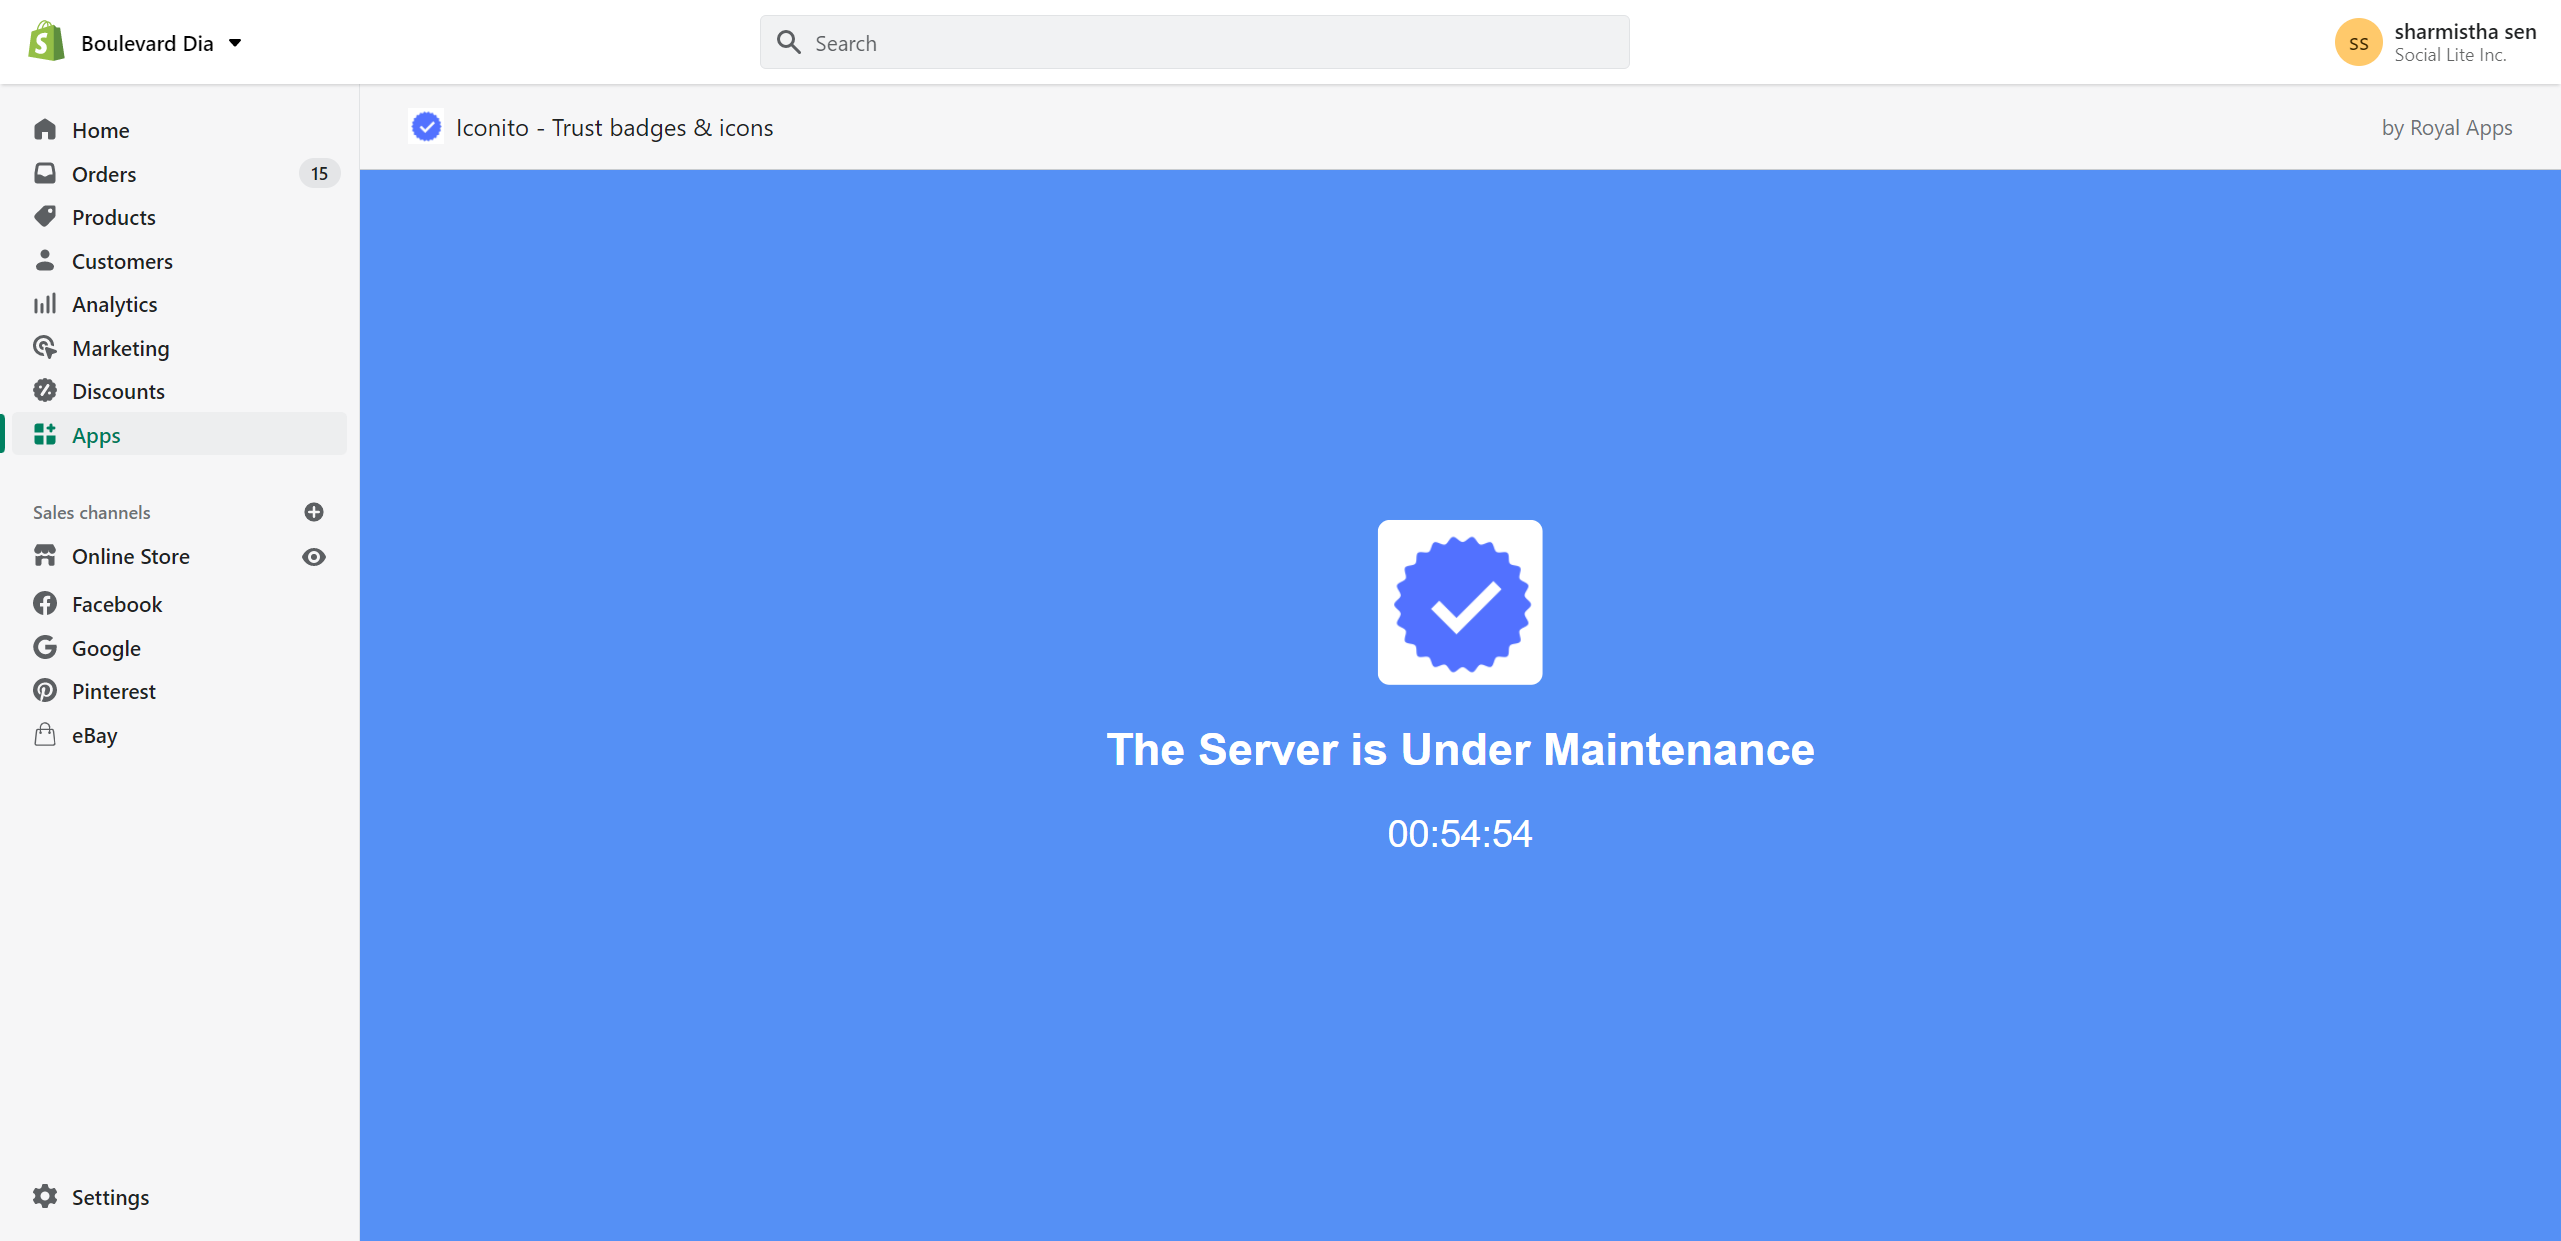 Boulevard Dia
Search
SS
sharmistha sen
Social Lite Inc.
Home
Orders 15
Products
Customers
Analytics
Marketing
Discounts
Apps
Sales channels
Online Store
Facebook
Google
Pinterest
eBay
Settings
Iconito - Trust badges & icons
by Royal Apps
The Server is Under Maintenance
00:54:54